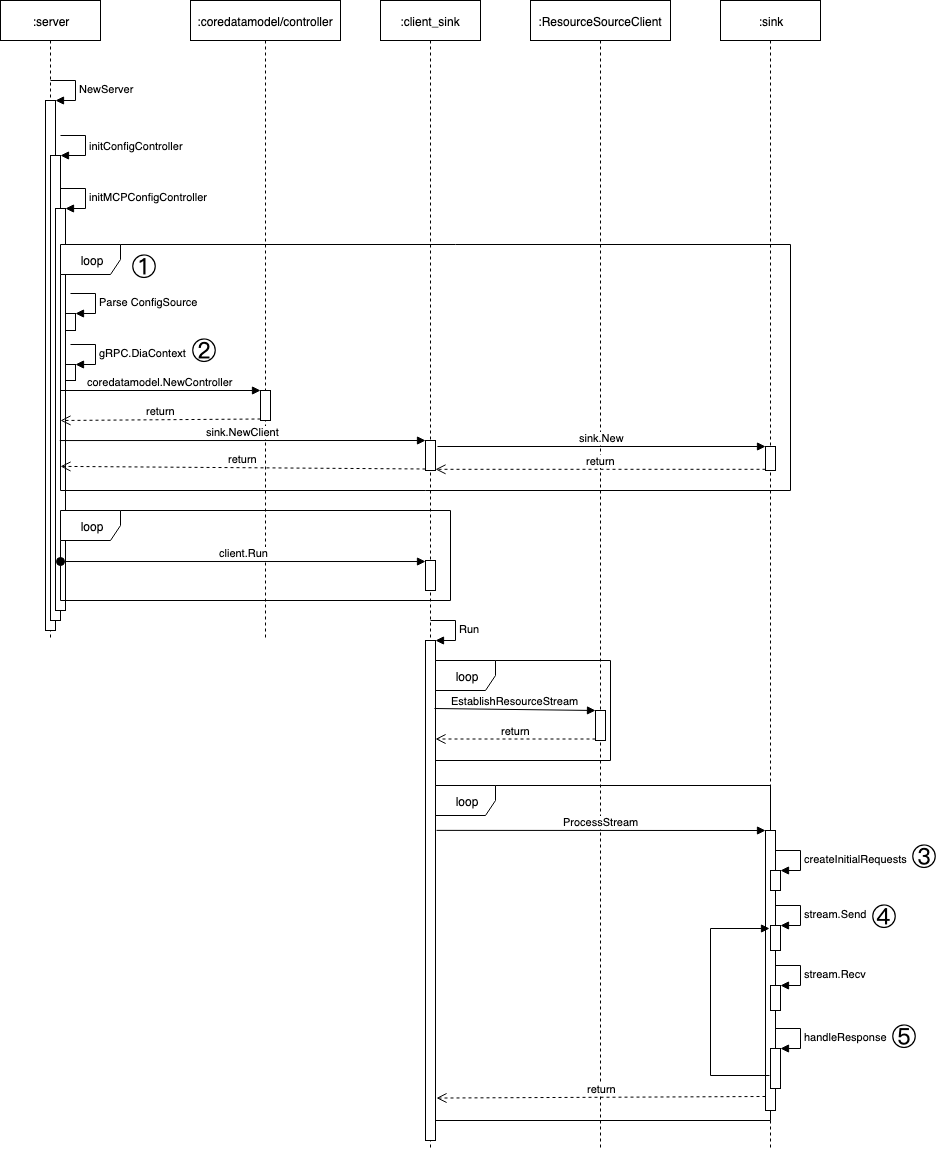 :server
:coredatamodel/controller
:client_sink
:ResourceSourceClient
:sink
NewServer
initConfigController
initMCPConfigController
loop
①
Parse ConfigSource
gRPC.DiaContext
②
coredatamodel.NewController
return
sink.NewClient
sink.New
return
return
loop
client.Run
Run
loop
EstablishResourceStream
return
loop
ProcessStream
createInitialRequests
③
stream.Send
④
stream.Recv
handleResponse
⑤
return